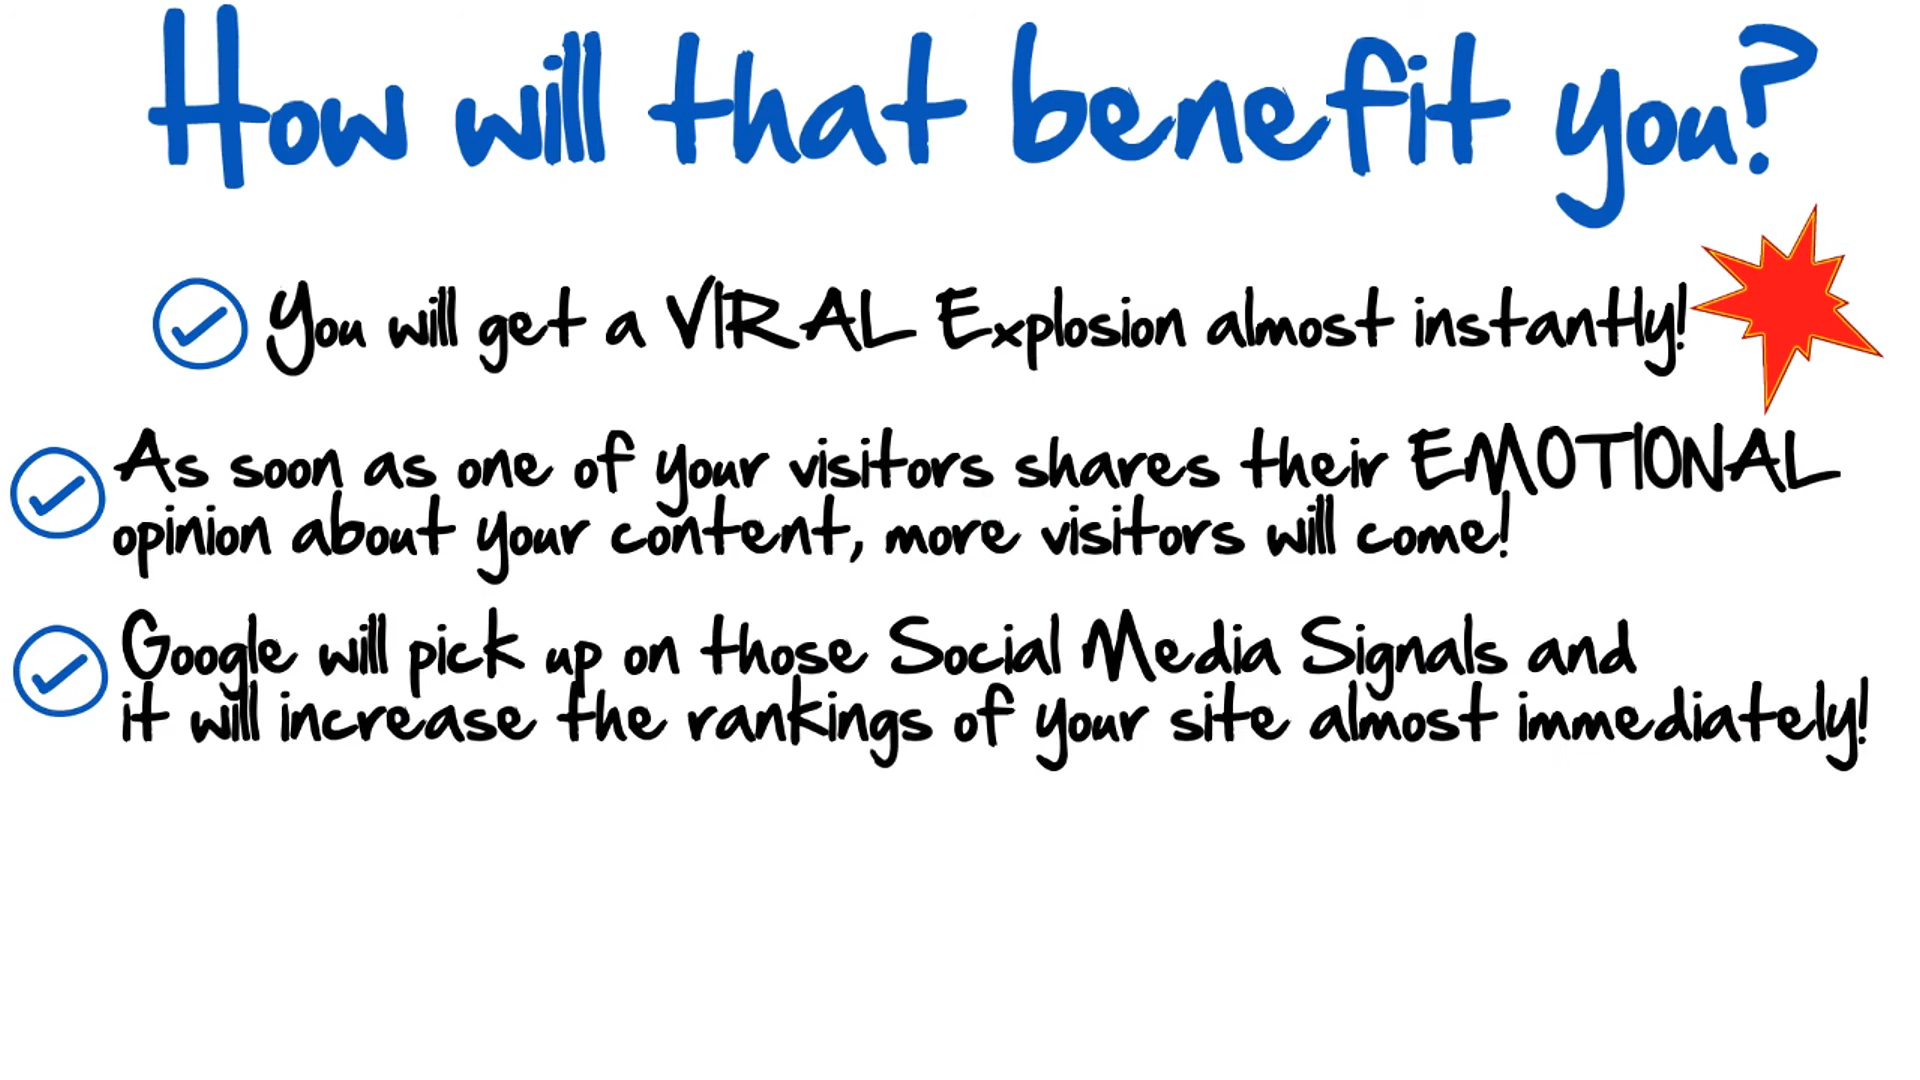 How will that benefit you?
You will get a VIRAL Explosion almost instantly!
As soon as one of your visitors shares their EMOTIONAL
opinion about your content, more visitors will come!
Google will pick up on those Social Media Signals and
it will increase the rankings of your site almost immediately!